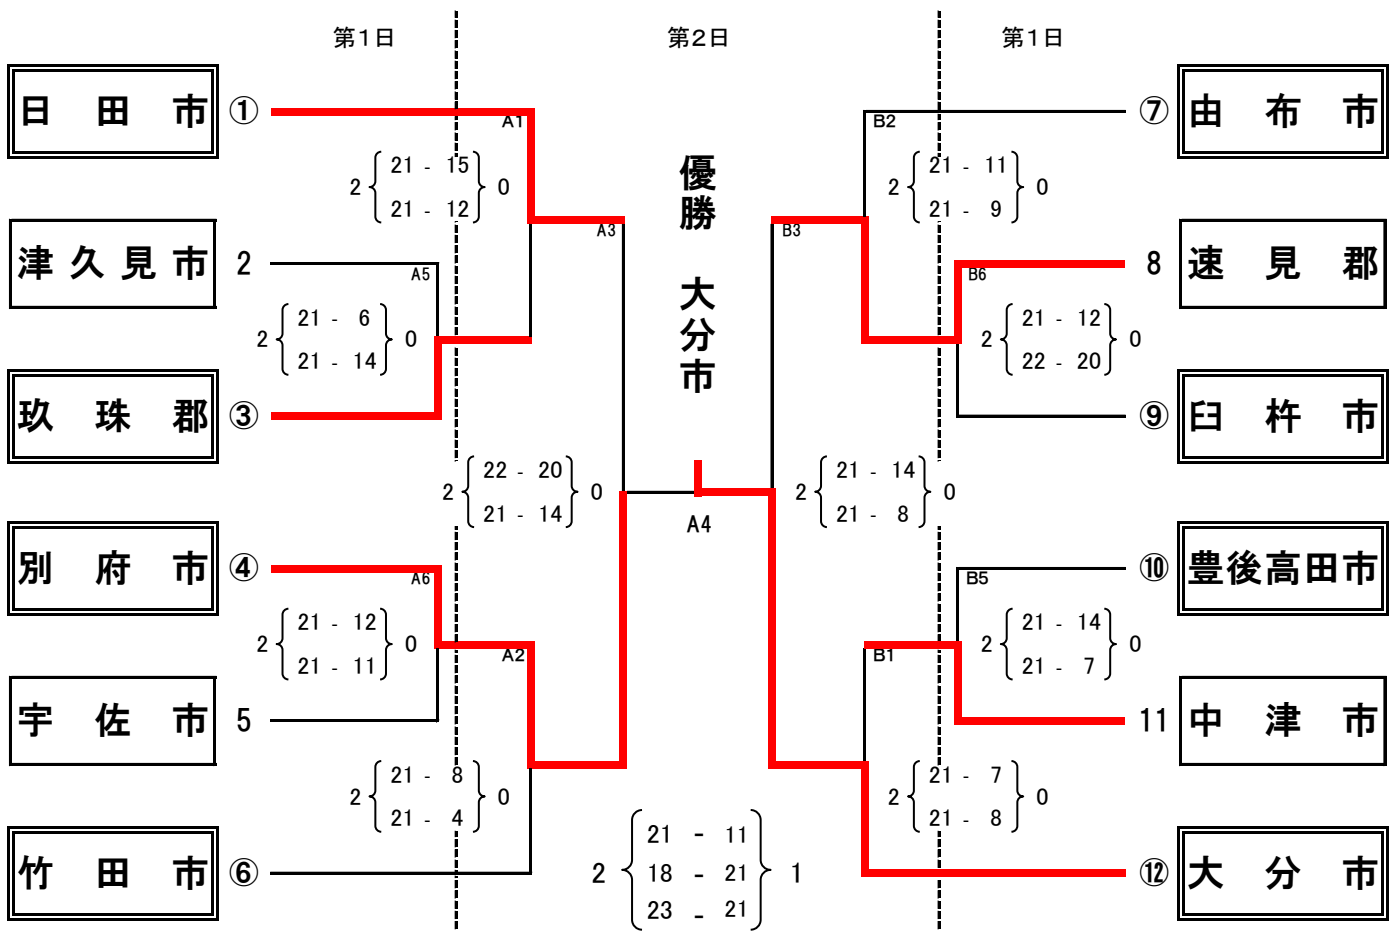 第1日
第2日
第1日
日田市 ①
A1
B2
⑦ 由布市
2 21 - 15 0
21 - 12
優勝 大分市
2 21 - 11 0
21 - 9
A3
B3
津久見市 2
A5
B6
8 速見郡
2 21 - 6 0
21 - 14
2 21 - 12 0
22 - 20
玖珠郡 ③
⑨ 臼杵市
2 22 - 20 0
21 - 14
A4
2 21 - 14 0
21 - 8
別府市 ④
A6
B5
⑩ 豊後高田市
2 21 - 12 0
21 - 11
A2
B1
2 21 - 14 0
21 - 7
宇佐市 5
11 中津市
2 21 - 8 0
21 - 4
2 21 - 7 0
21 - 8
2 21 - 11 1
18 - 21
23 - 21
竹田市 ⑥
⑫ 大分市